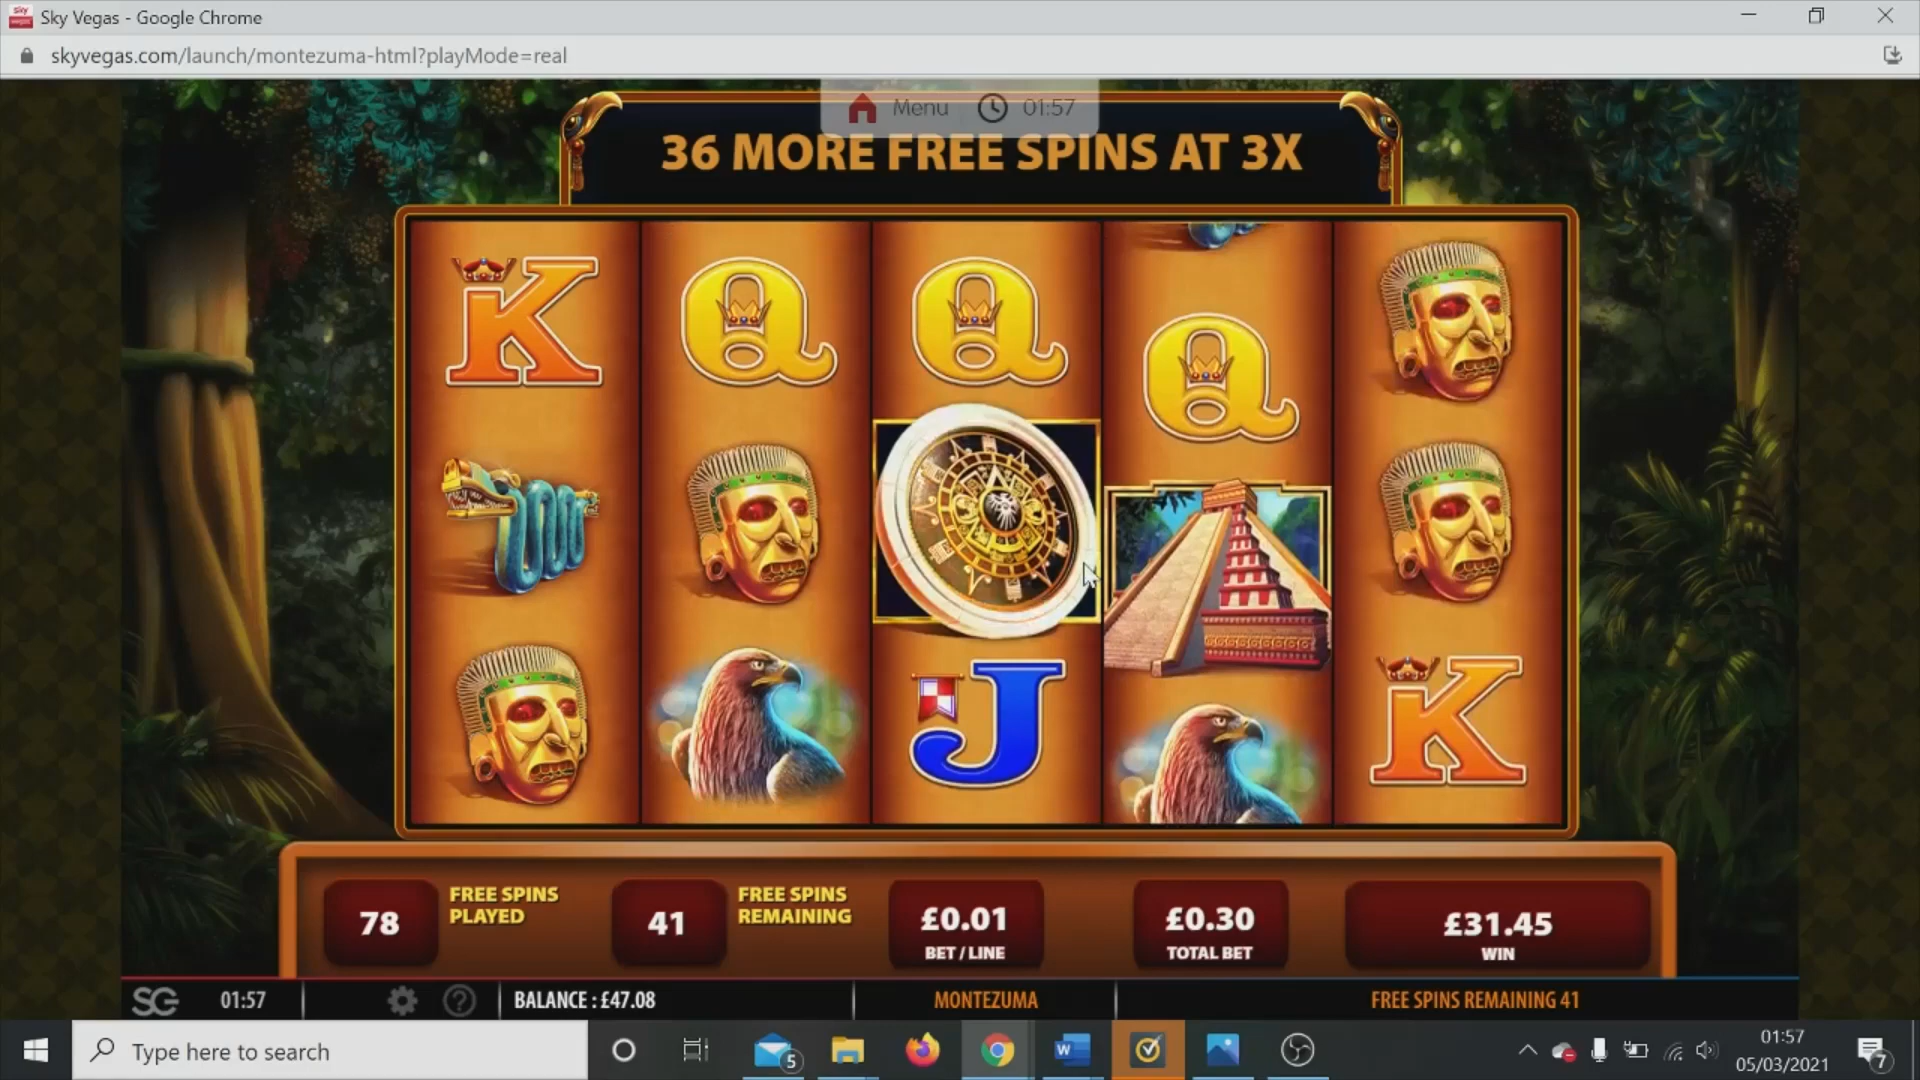 Sky Vegas - Google Chrome
skyvegas.com/launch/montezuma-html?playMode=real
Menu 01:57
36 MORE FREE SPINS AT 3X
K Q Q Q
J K
78 FREE SPINS PLAYED
41 FREE SPINS REMAINING
£0.01
BET / LINE
£0.30
TOTAL BET
£31.45
WIN
SG 01:57 BALANCE : £47.08 MONTEZUMA FREE SPINS REMAINING 41
Type here to search
5
W
01:57
05/03/2021
7